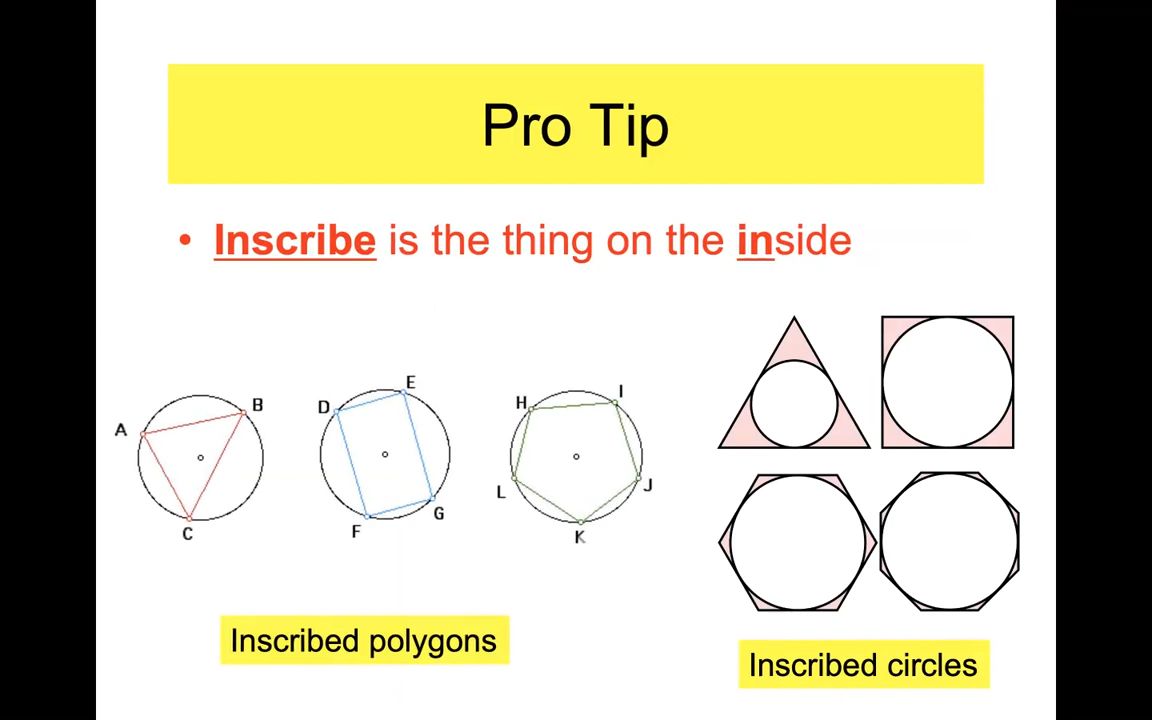 Pro Tip
• Inscribe is the thing on the inside
A
B
C
D
E
F
G
H
I
L
J
K
Inscribed polygons
Inscribed circles